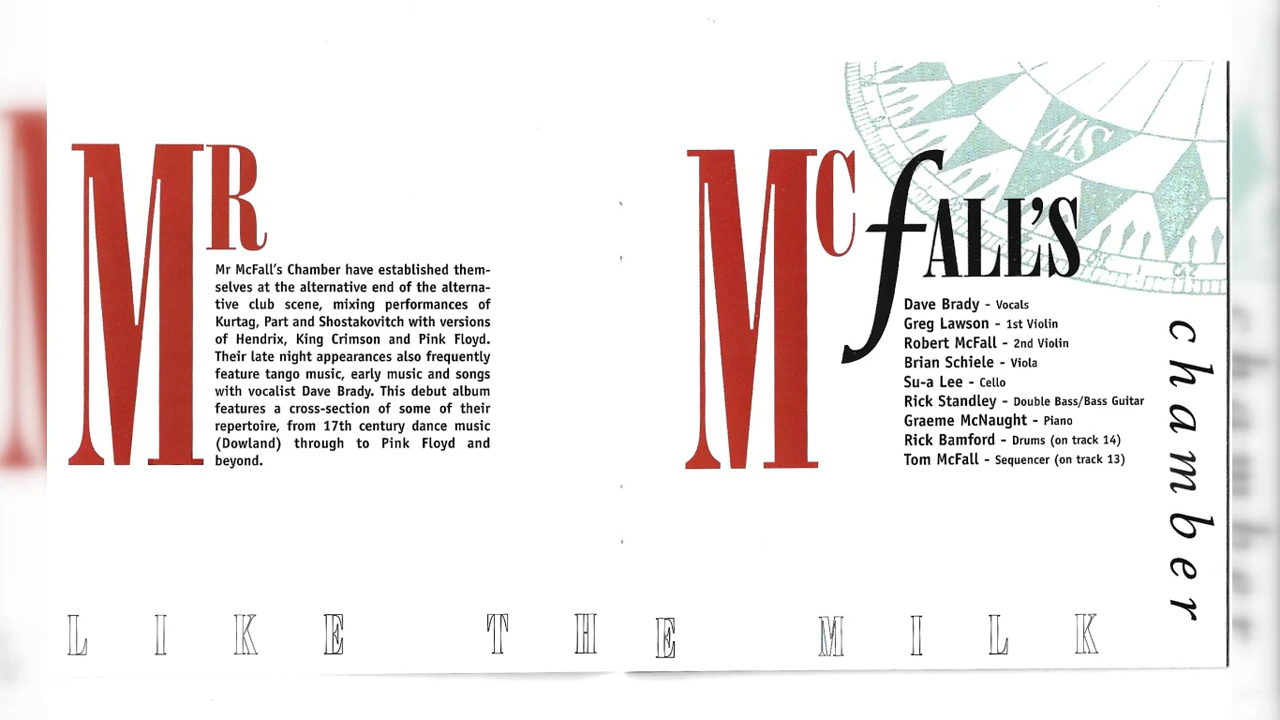 MR
Mr McFall's Chamber have established them-
selves at the alternative end of the alterna-
tive club scene, mixing performances of
Kurtag, Part and Shostakovitch with versions
of Hendrix, King Crimson and Pink Floyd.
Their late night appearances also frequently
feature tango music, early music and songs
with vocalist Dave Brady. This debut album
features a cross-section of some of their
repertoire, from 17th century dance music
(Dowland) through to Pink Floyd and
beyond.
MS
MC fALL'S
chamber
Dave Brady - Vocals
Greg Lawson - 1st Violin
Robert McFall - 2nd Violin
Brian Schiele - Viola
Su-a Lee - Cello
Rick Standley - Double Bass/Bass Guitar
Graeme McNaught - Piano
Rick Bamford - Drums (on track 14)
Tom McFall - Sequencer (on track 13)
LIKE THE MILK